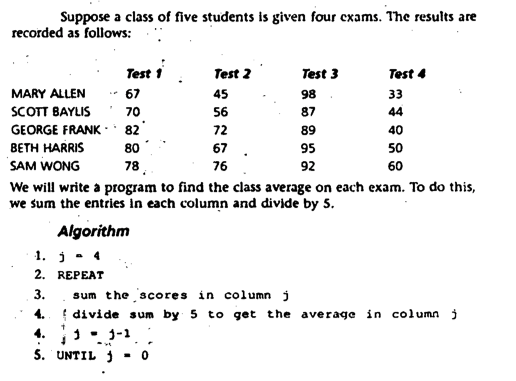 Suppose a class of five students is given four exams. The results are
recorded as follows:
Test 1 Test 2 Test 3 Test 4
MARY ALLEN 67 45 98 33
SCOTT BAYLIS 70 56 87 44
GEORGE FRANK 82 72 89 40
BETH HARRIS 80 67 95 50
SAM WONG 78 76 92 60
We will write a program to find the class average on each exam. To do this,
we sum the entries in each column and divide by 5.
Algorithm
1. j = 4
2. REPEAT
3. sum the scores in column j
4. divide sum by 5 to get the average in column j
4. j = j-1
5. UNTIL j = 0